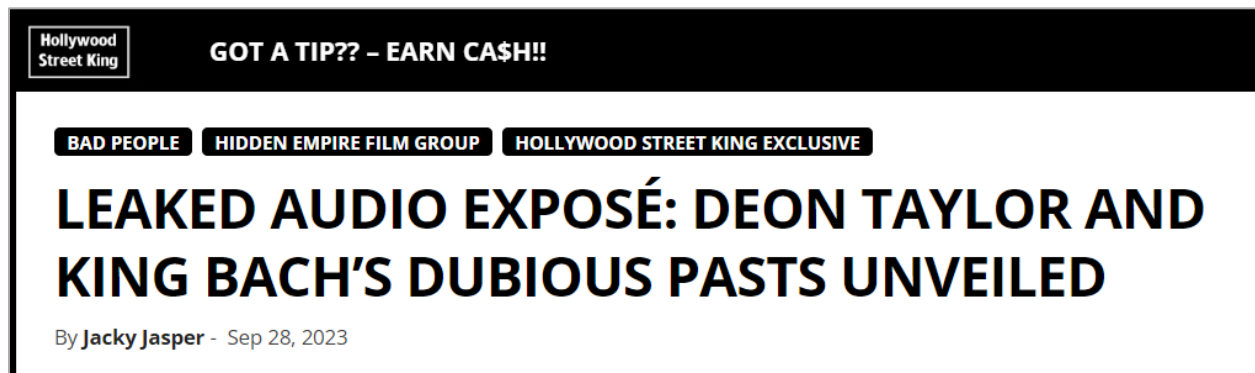 Hollywood
Street King
GOT A TIP?? – EARN CA$H!!
BAD PEOPLE
HIDDEN EMPIRE FILM GROUP
HOLLYWOOD STREET KING EXCLUSIVE
LEAKED AUDIO EXPOSÉ: DEON TAYLOR AND
KING BACH’S DUBIOUS PASTS UNVEILED
By Jacky Jasper - Sep 28, 2023